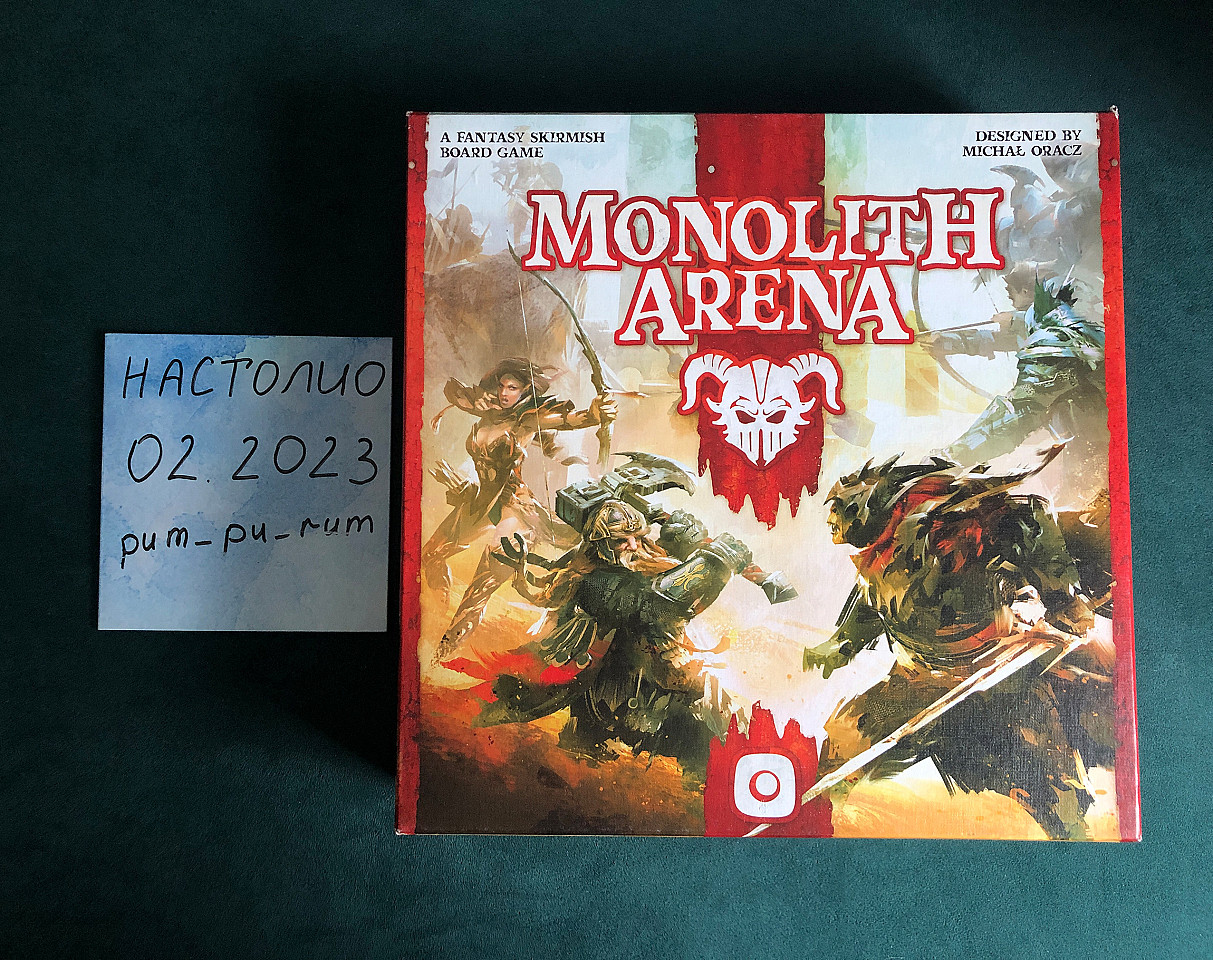 A FANTASY SKIRMISH
BOARD GAME
DESIGNED BY
MICHAŁ ORACZ
MONOLITH
ARENA
НАСТОЛИО
02.2023
pum_pu_rum